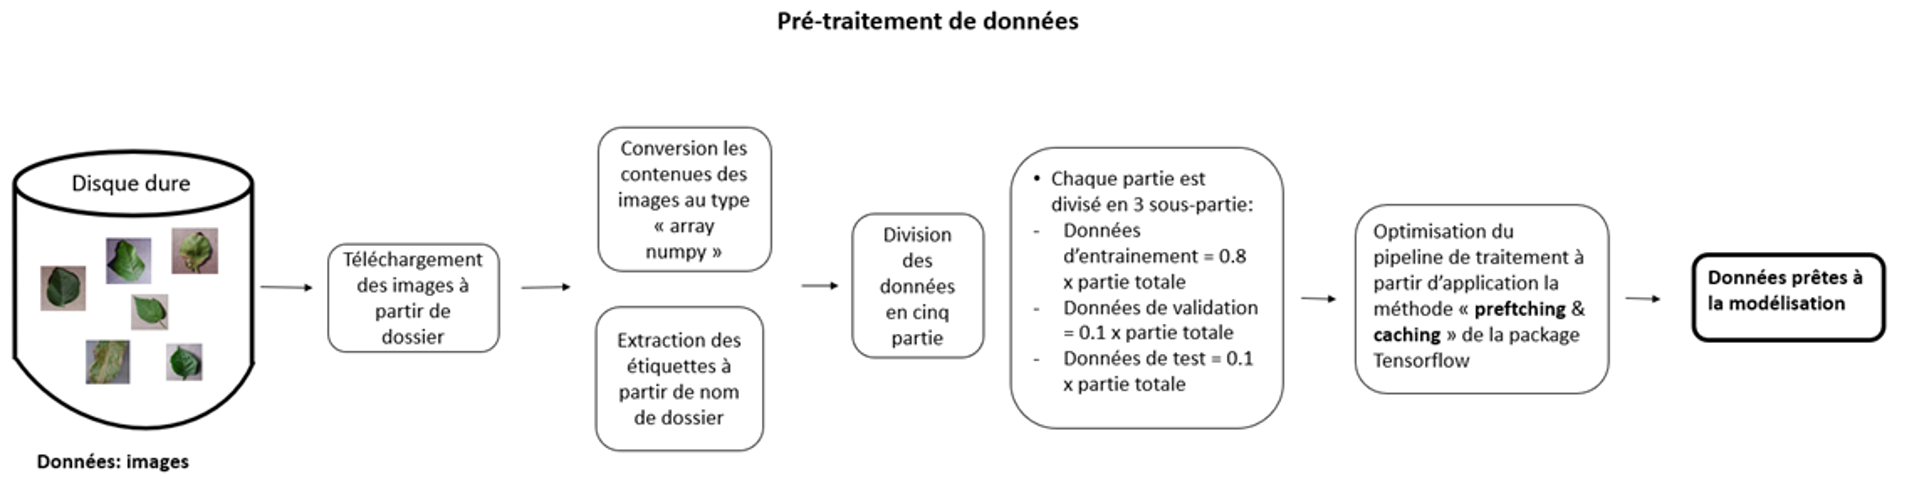 Pré-traitement de données
Disque dure
Données: images
Téléchargement
des images à
partir de
dossier
Conversion les
contenues des
images au type
« array
numpy »
Extraction des
étiquettes à
partir de nom
de dossier
Division
des
données
en cinq
partie
• Chaque partie est
divisé en 3 sous-partie:
- Données
d’entrainement = 0.8
x partie totale
- Données de validation
= 0.1 x partie totale
- Données de test = 0.1
x partie totale
Optimisation du
pipeline de traitement à
partir d’application la
méthode « preftching &
caching » de la package
Tensorflow
Données prêtes à
la modélisation